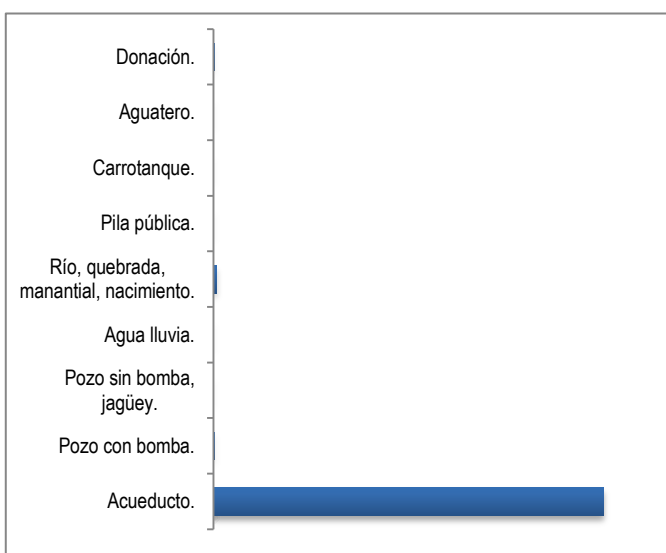 Donación.
Aguatero.
Carrotanque.
Pila pública.
Río, quebrada,
manantial, nacimiento.
Agua lluvia.
Pozo sin bomba,
jagüey.
Pozo con bomba.
Acueducto.